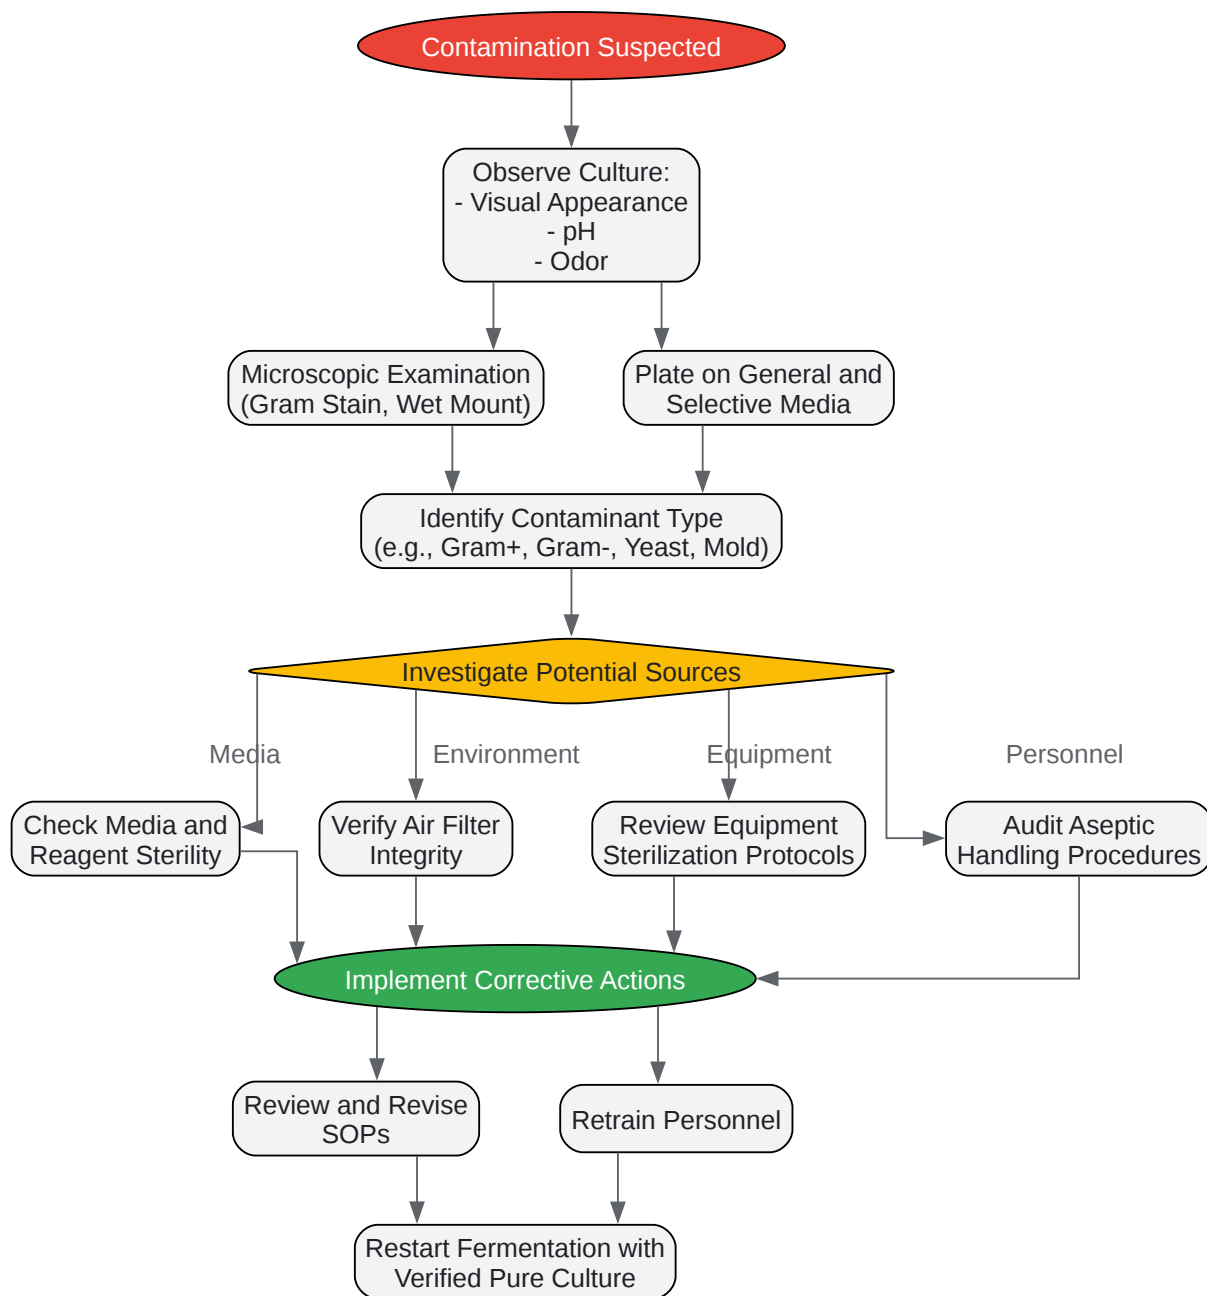 Contamination Suspected
Observe Culture:
- Visual Appearance
- pH
- Odor
Microscopic Examination
(Gram Stain, Wet Mount)
Plate on General and
Selective Media
Identify Contaminant Type
(e.g., Gram+, Gram-, Yeast, Mold)
Investigate Potential Sources
Media
Environment
Equipment
Personnel
Check Media and
Reagent Sterility
Verify Air Filter
Integrity
Review Equipment
Sterilization Protocols
Audit Aseptic
Handling Procedures
Implement Corrective Actions
Review and Revise
SOPs
Retrain Personnel
Restart Fermentation with
Verified Pure Culture